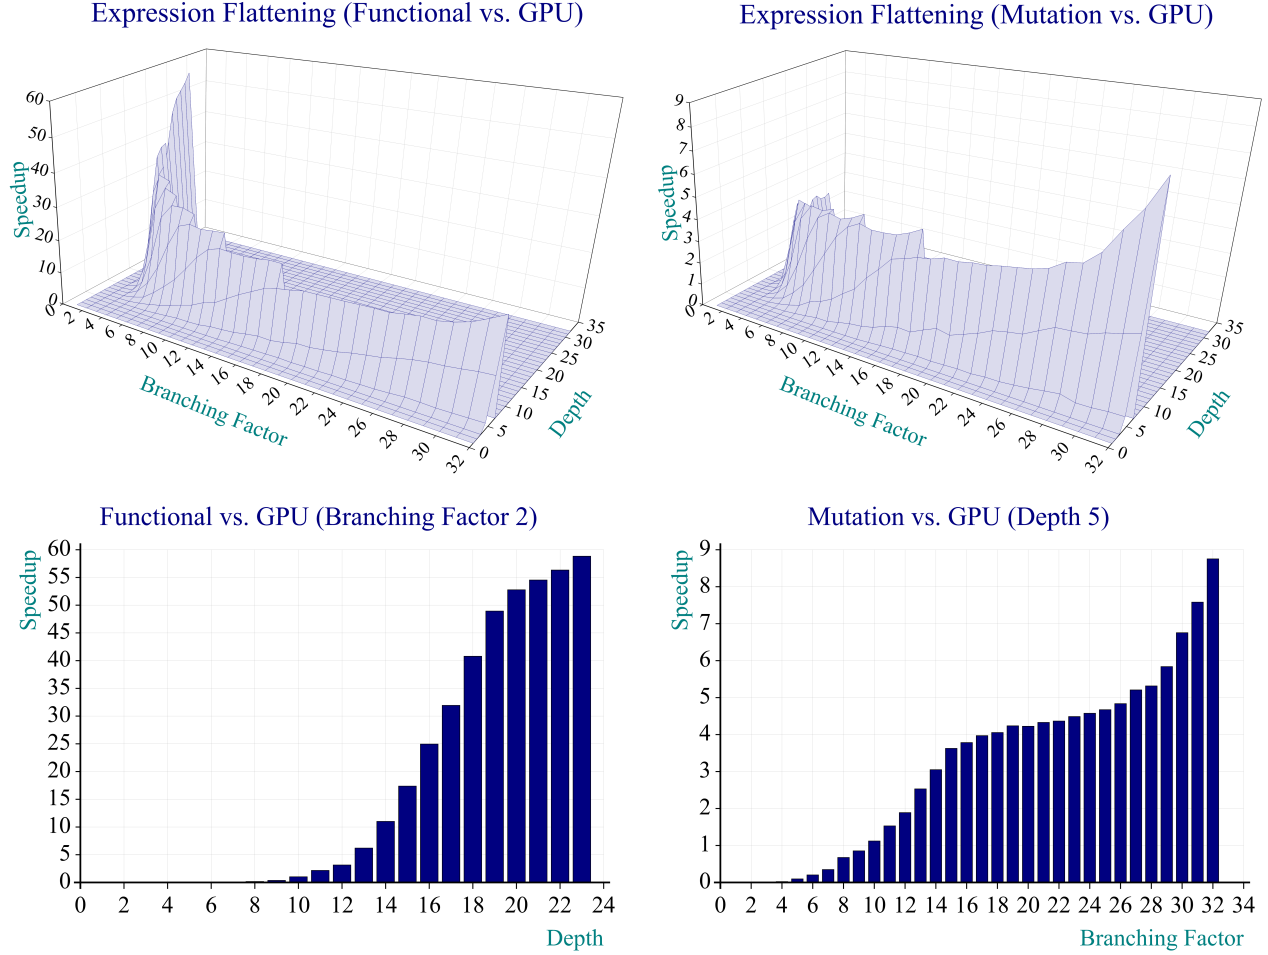 Expression Flattening (Functional vs. GPU)
60
50
40
30
20
10
0
Speedup
0 2 4 6 8 10 12 14 16 18 20 22 24 26 28 30 32
Branching Factor
0 5 10 15 20 25 30 35
Depth
Expression Flattening (Mutation vs. GPU)
9
8
7
6
5
4
3
2
1
0
Speedup
0 2 4 6 8 10 12 14 16 18 20 22 24 26 28 30 32
Branching Factor
0 5 10 15 20 25 30 35
Depth
Functional vs. GPU (Branching Factor 2)
60
55
50
45
40
35
30
25
20
15
10
5
0
Speedup
0 2 4 6 8 10 12 14 16 18 20 22 24
Depth
Mutation vs. GPU (Depth 5)
9
8
7
6
5
4
3
2
1
0
Speedup
0 2 4 6 8 10 12 14 16 18 20 22 24 26 28 30 32 34
Branching Factor